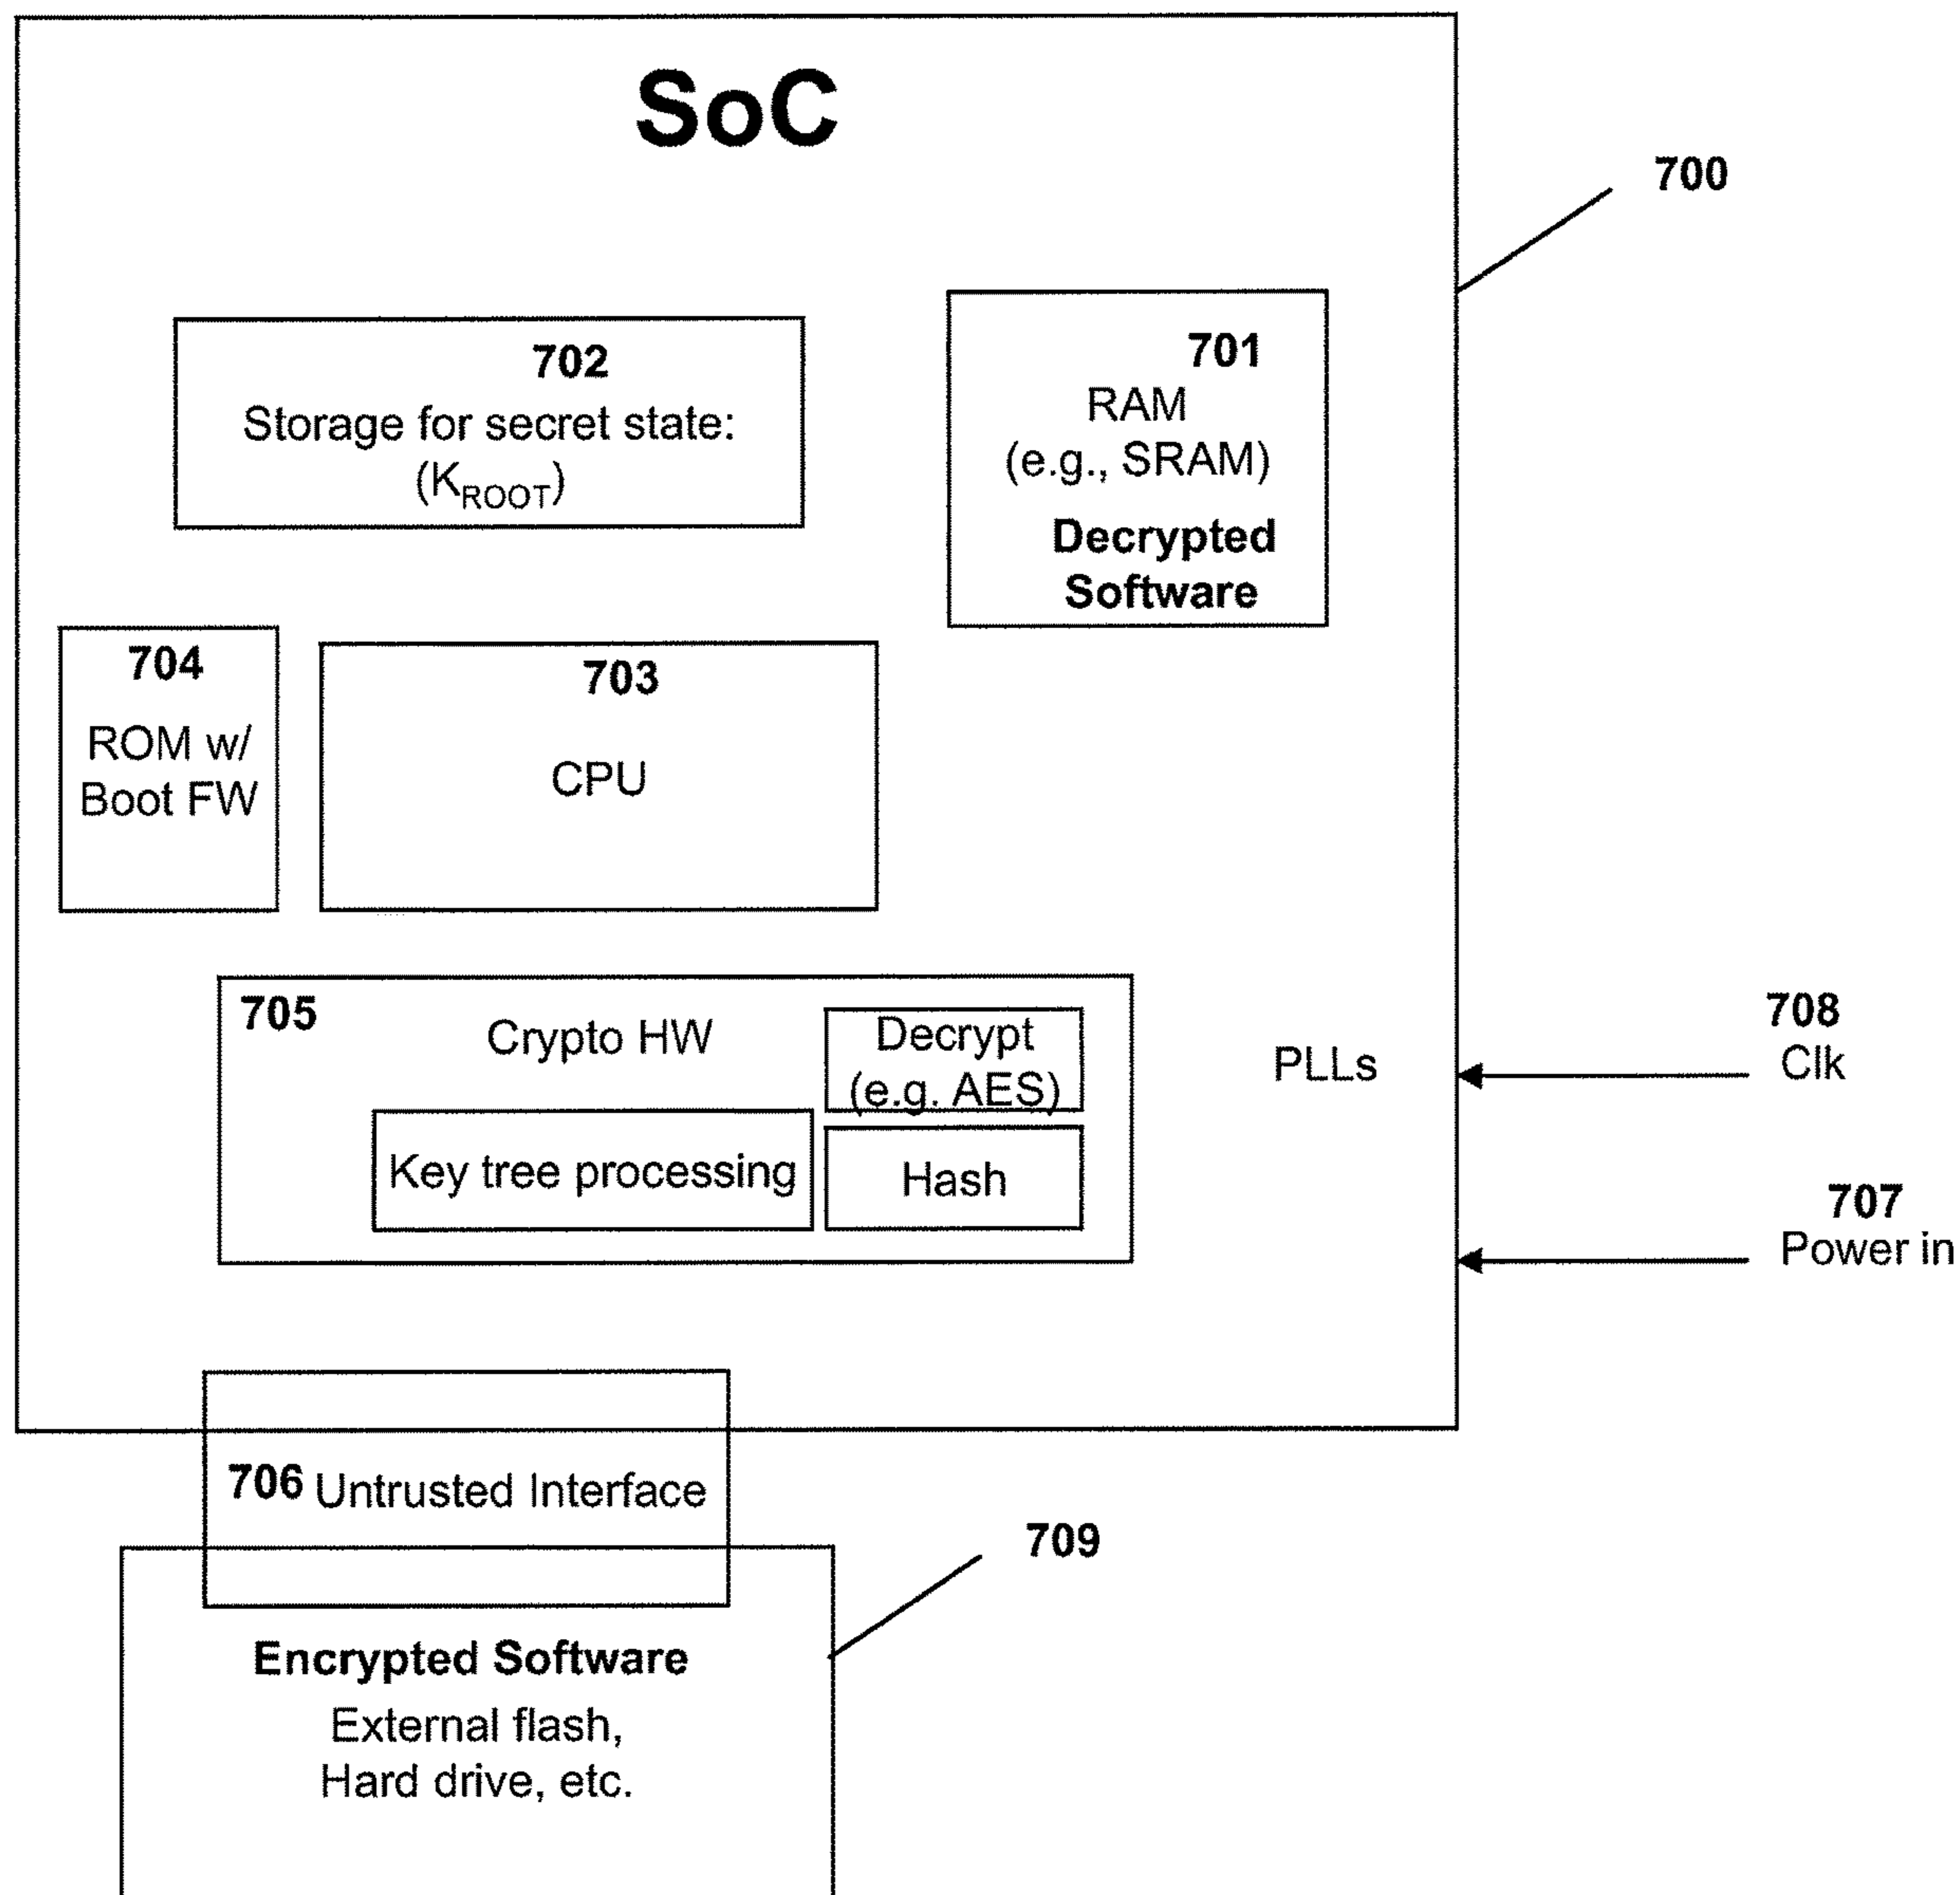 SoC
700
702
Storage for secret state:
(KROOT)
701
RAM
(e.g., SRAM)
Decrypted
Software
704
ROM w/
Boot FW
703
CPU
705
Crypto HW
Decrypt
(e.g. AES)
Key tree processing
Hash
PLLs
708
Clk
707
Power in
706 Untrusted Interface
709
Encrypted Software
External flash,
Hard drive, etc.